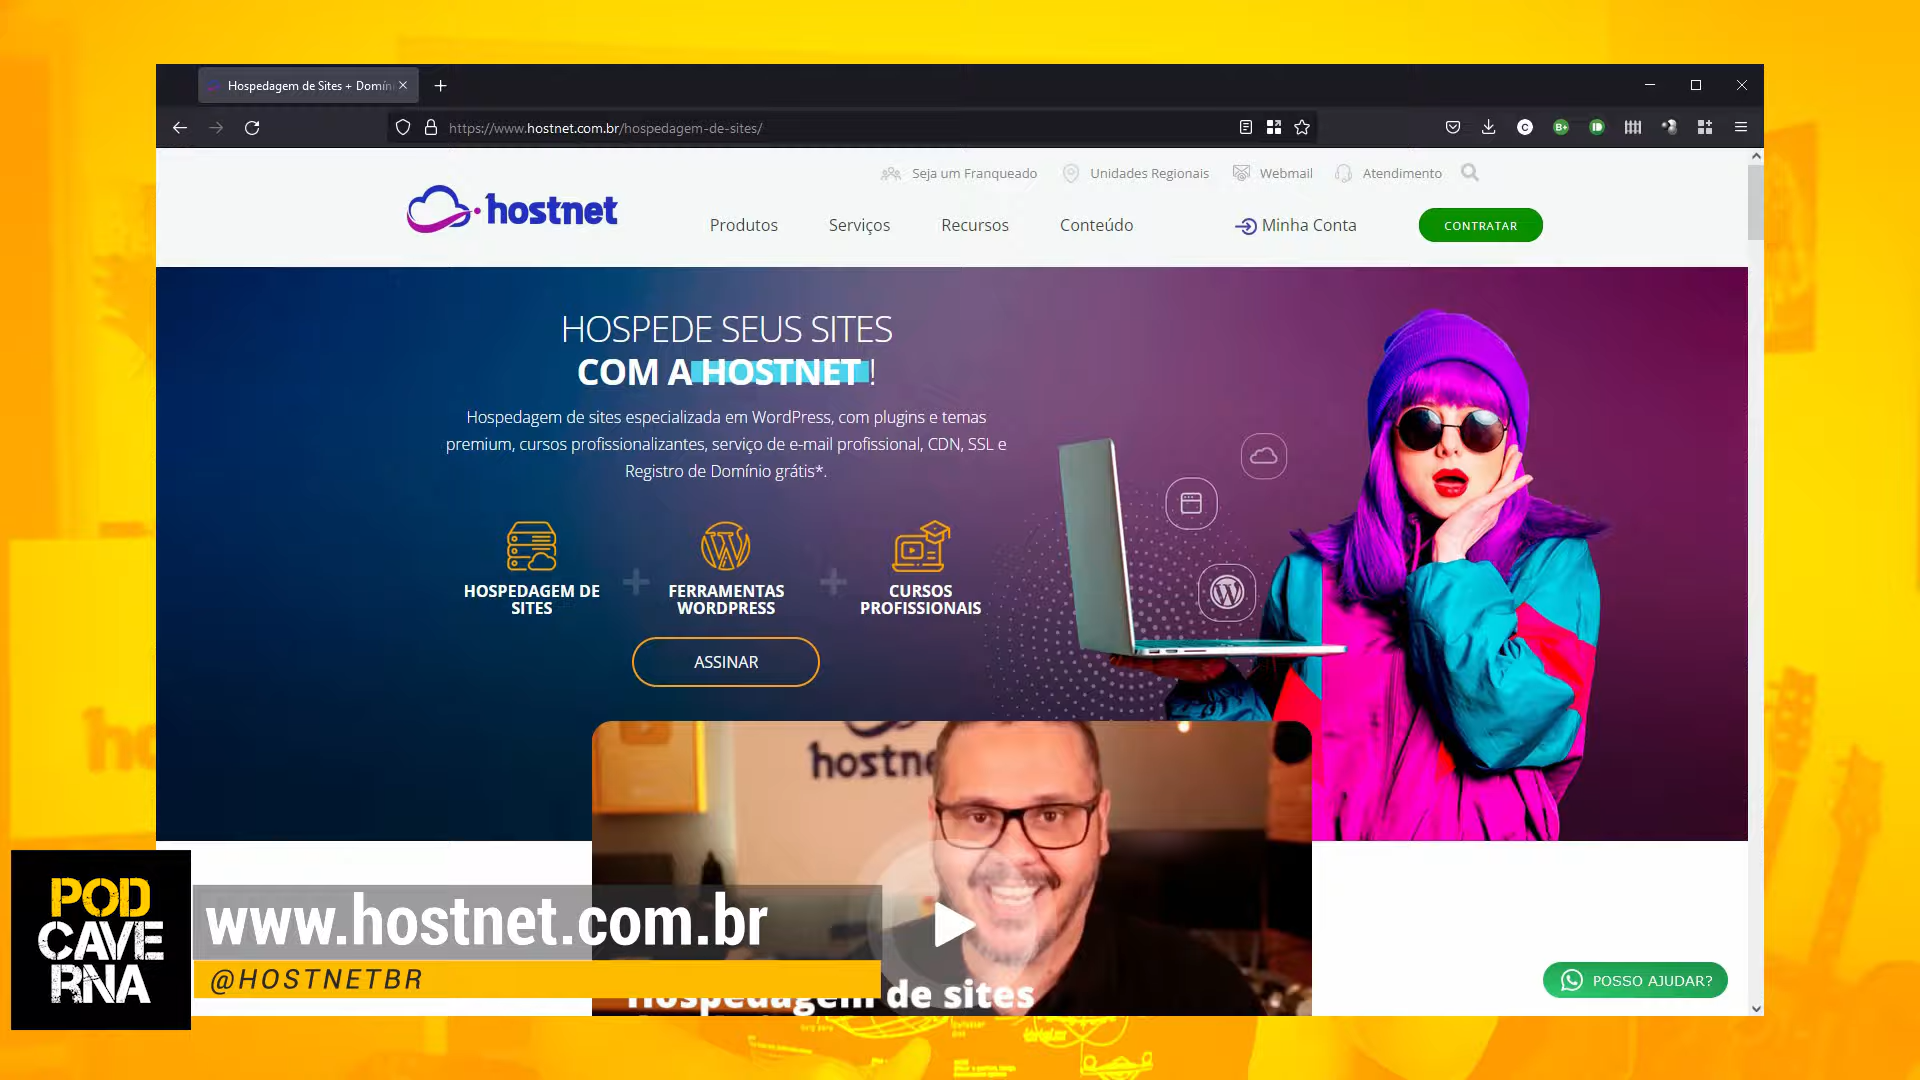 Hospedagem de Sites + Domín
https://www.hostnet.com.br/hospedagem-de-sites/
Seja um Franqueado
Unidades Regionais
Webmail
Atendimento
hostnet
Produtos
Serviços
Recursos
Conteúdo
Minha Conta
CONTRATAR
HOSPEDE SEUS SITES
COM A HOSTNET !
Hospedagem de sites especializada em WordPress, com plugins e temas
premium, cursos profissionalizantes, serviço de e-mail profissional, CDN, SSL e
Registro de Domínio grátis*.
HOSPEDAGEM DE
SITES
FERRAMENTAS
WORDPRESS
CURSOS
PROFISSIONAIS
ASSINAR
hostne
POD
CAVE
RNA
www.hostnet.com.br
@HOSTNETBR
Hospedagem de sites
POSSO AJUDAR?